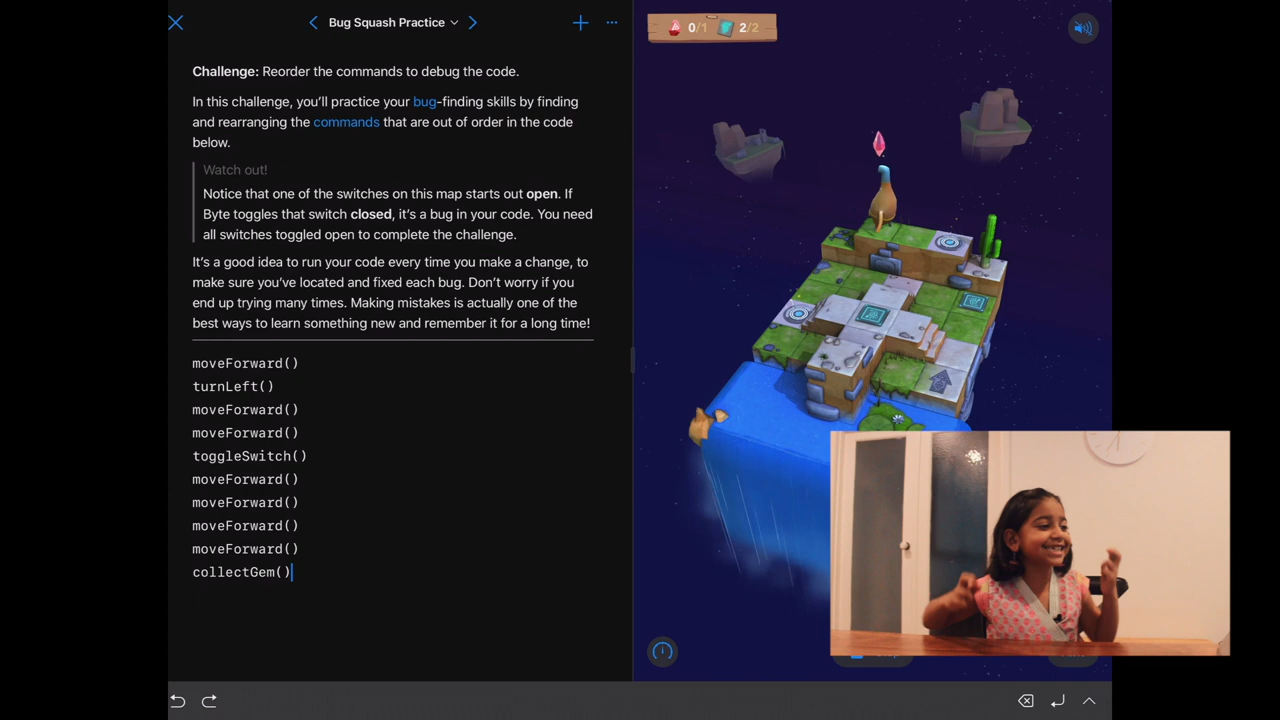 Bug Squash Practice
0/1 2/2
Challenge: Reorder the commands to debug the code.
In this challenge, you’ll practice your bug-finding skills by finding
and rearranging the commands that are out of order in the code
below.
Watch out!
Notice that one of the switches on this map starts out open. If
Byte toggles that switch closed, it’s a bug in your code. You need
all switches toggled open to complete the challenge.
It’s a good idea to run your code every time you make a change, to
make sure you’ve located and fixed each bug. Don’t worry if you
end up trying many times. Making mistakes is actually one of the
best ways to learn something new and remember it for a long time!
moveForward()
turnLeft()
moveForward()
moveForward()
toggleSwitch()
moveForward()
moveForward()
moveForward()
moveForward()
collectGem()